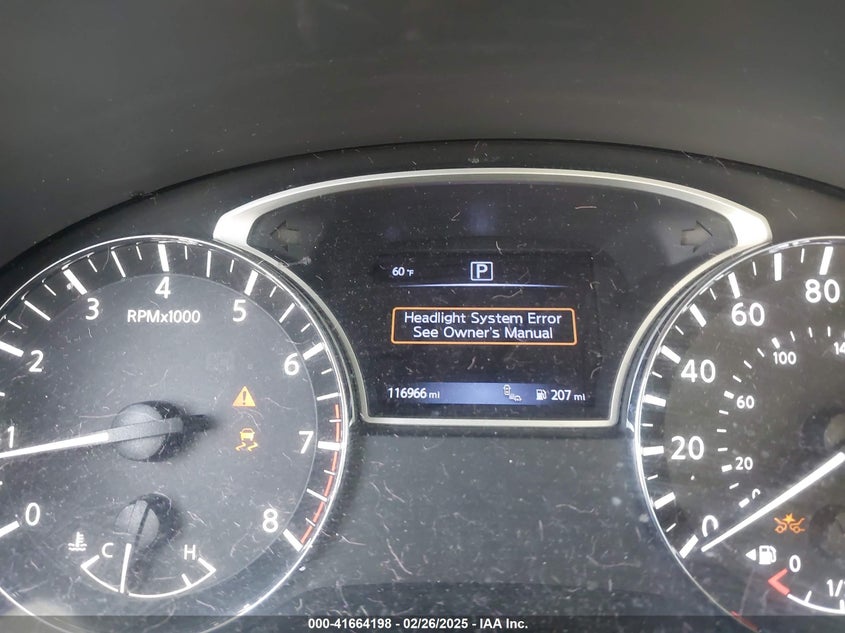 60 °F
P
Headlight System Error
See Owner's Manual
116966 mi
207 mi
RPMx1000
0
1
2
3
4
5
6
7
8
C
H
0
20
40
60
80
0
20
60
100
0
000-41664198 - 02/26/2025 - IAA Inc.